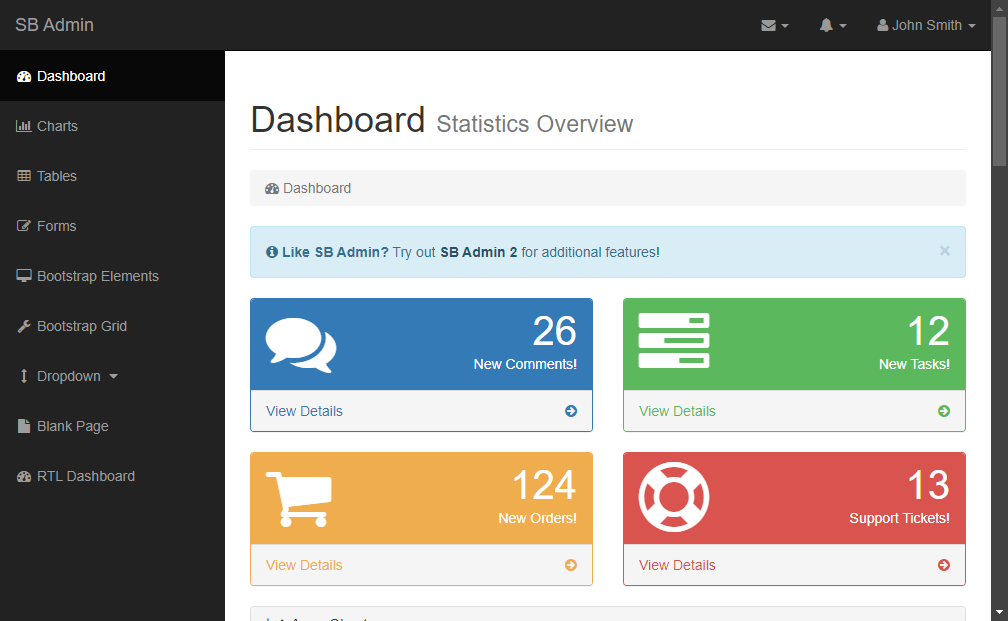 SB Admin
John Smith
Dashboard
Charts
Tables
Forms
Bootstrap Elements
Bootstrap Grid
Dropdown
Blank Page
RTL Dashboard
Dashboard Statistics Overview
Dashboard
Like SB Admin? Try out SB Admin 2 for additional features!
×
26
New Comments!
View Details
12
New Tasks!
View Details
124
New Orders!
View Details
13
Support Tickets!
View Details